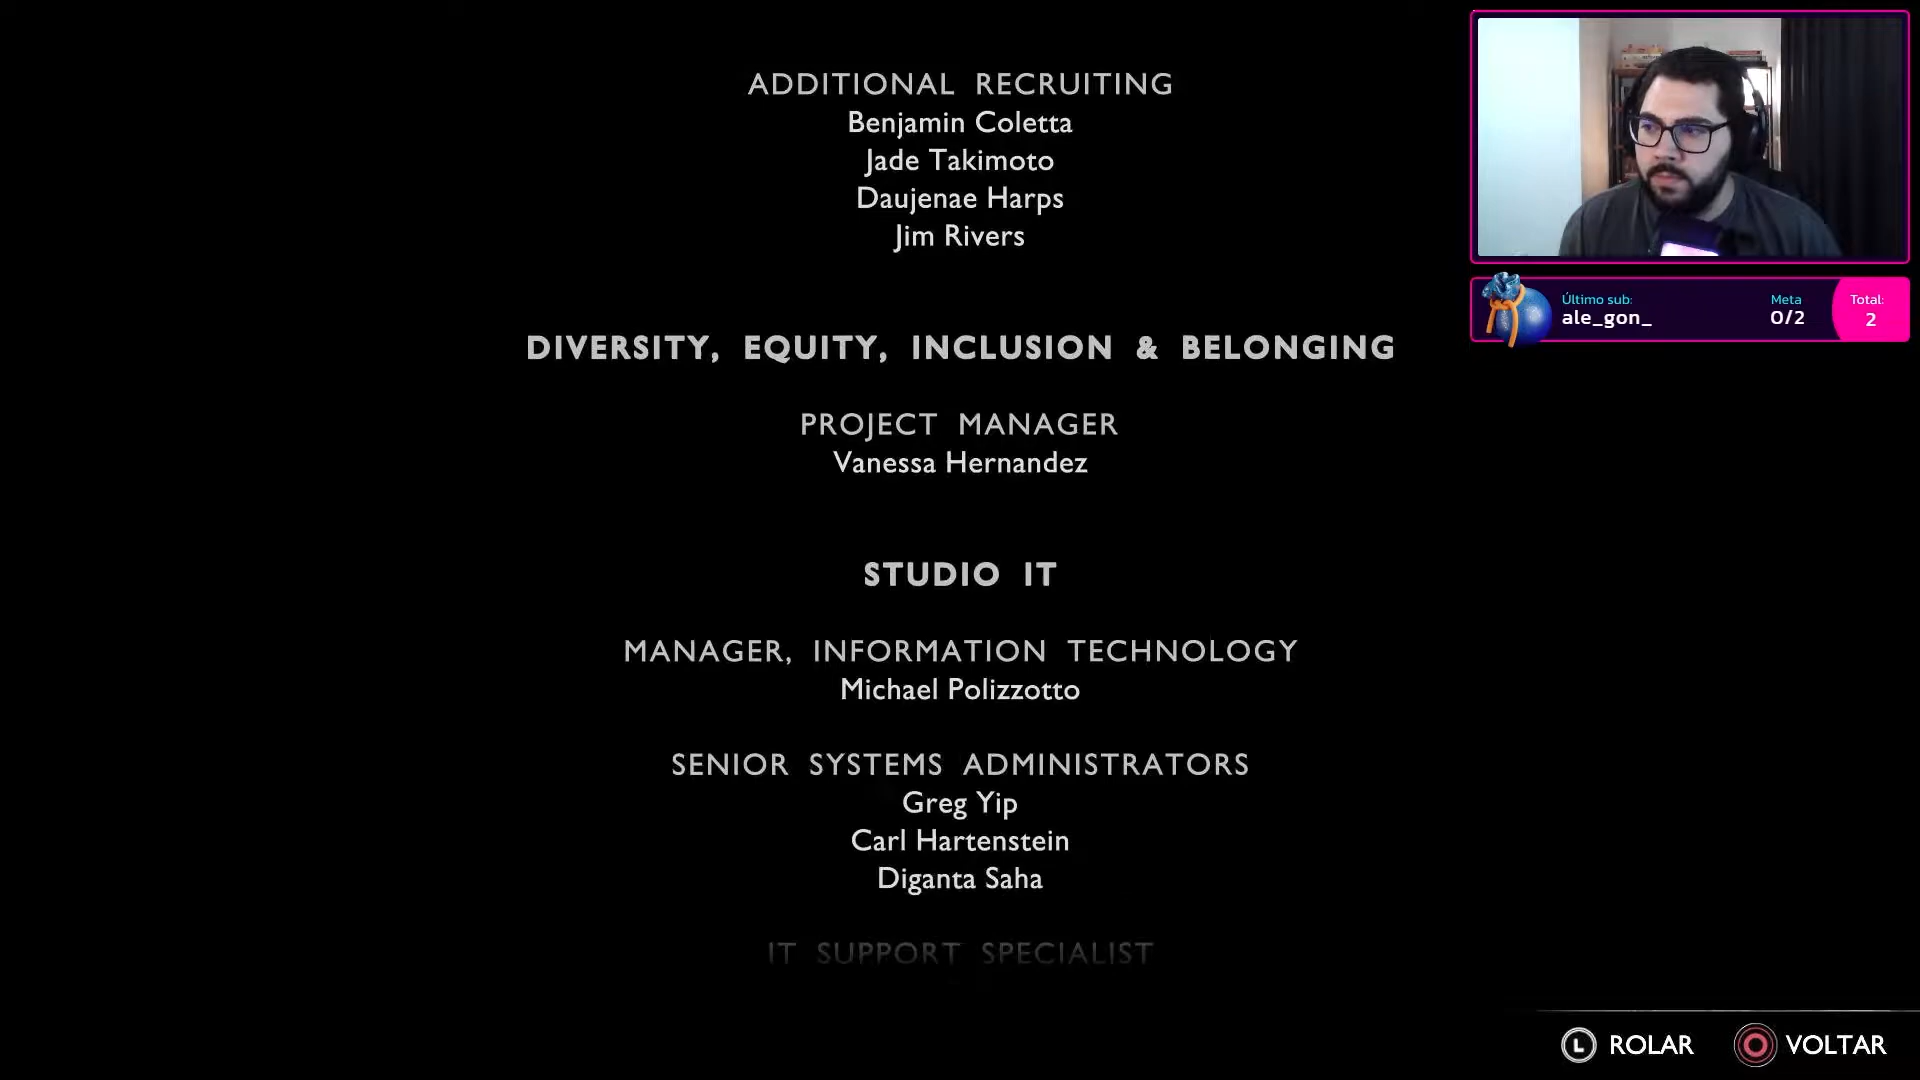 ADDITIONAL RECRUITING
Benjamin Coletta
Jade Takimoto
Daujenae Harps
Jim Rivers
DIVERSITY, EQUITY, INCLUSION & BELONGING
PROJECT MANAGER
Vanessa Hernandez
STUDIO IT
MANAGER, INFORMATION TECHNOLOGY
Michael Polizzotto
SENIOR SYSTEMS ADMINISTRATORS
Greg Yip
Carl Hartenstein
Diganta Saha
IT SUPPORT SPECIALIST
Último sub:
ale_gon_
Meta
0/2
Total:
2
L ROLAR
VOLTAR